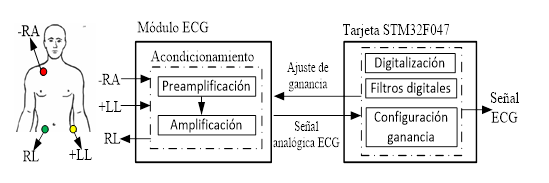 -RA
RL
+LL
Módulo ECG
Acondicionamiento
-RA
+LL
RL
Preamplificación
Amplificación
Ajuste de
ganancia
Señal
analógica ECG
Tarjeta STM32F047
Digitalización
Filtros digitales
Configuración
ganancia
Señal
ECG